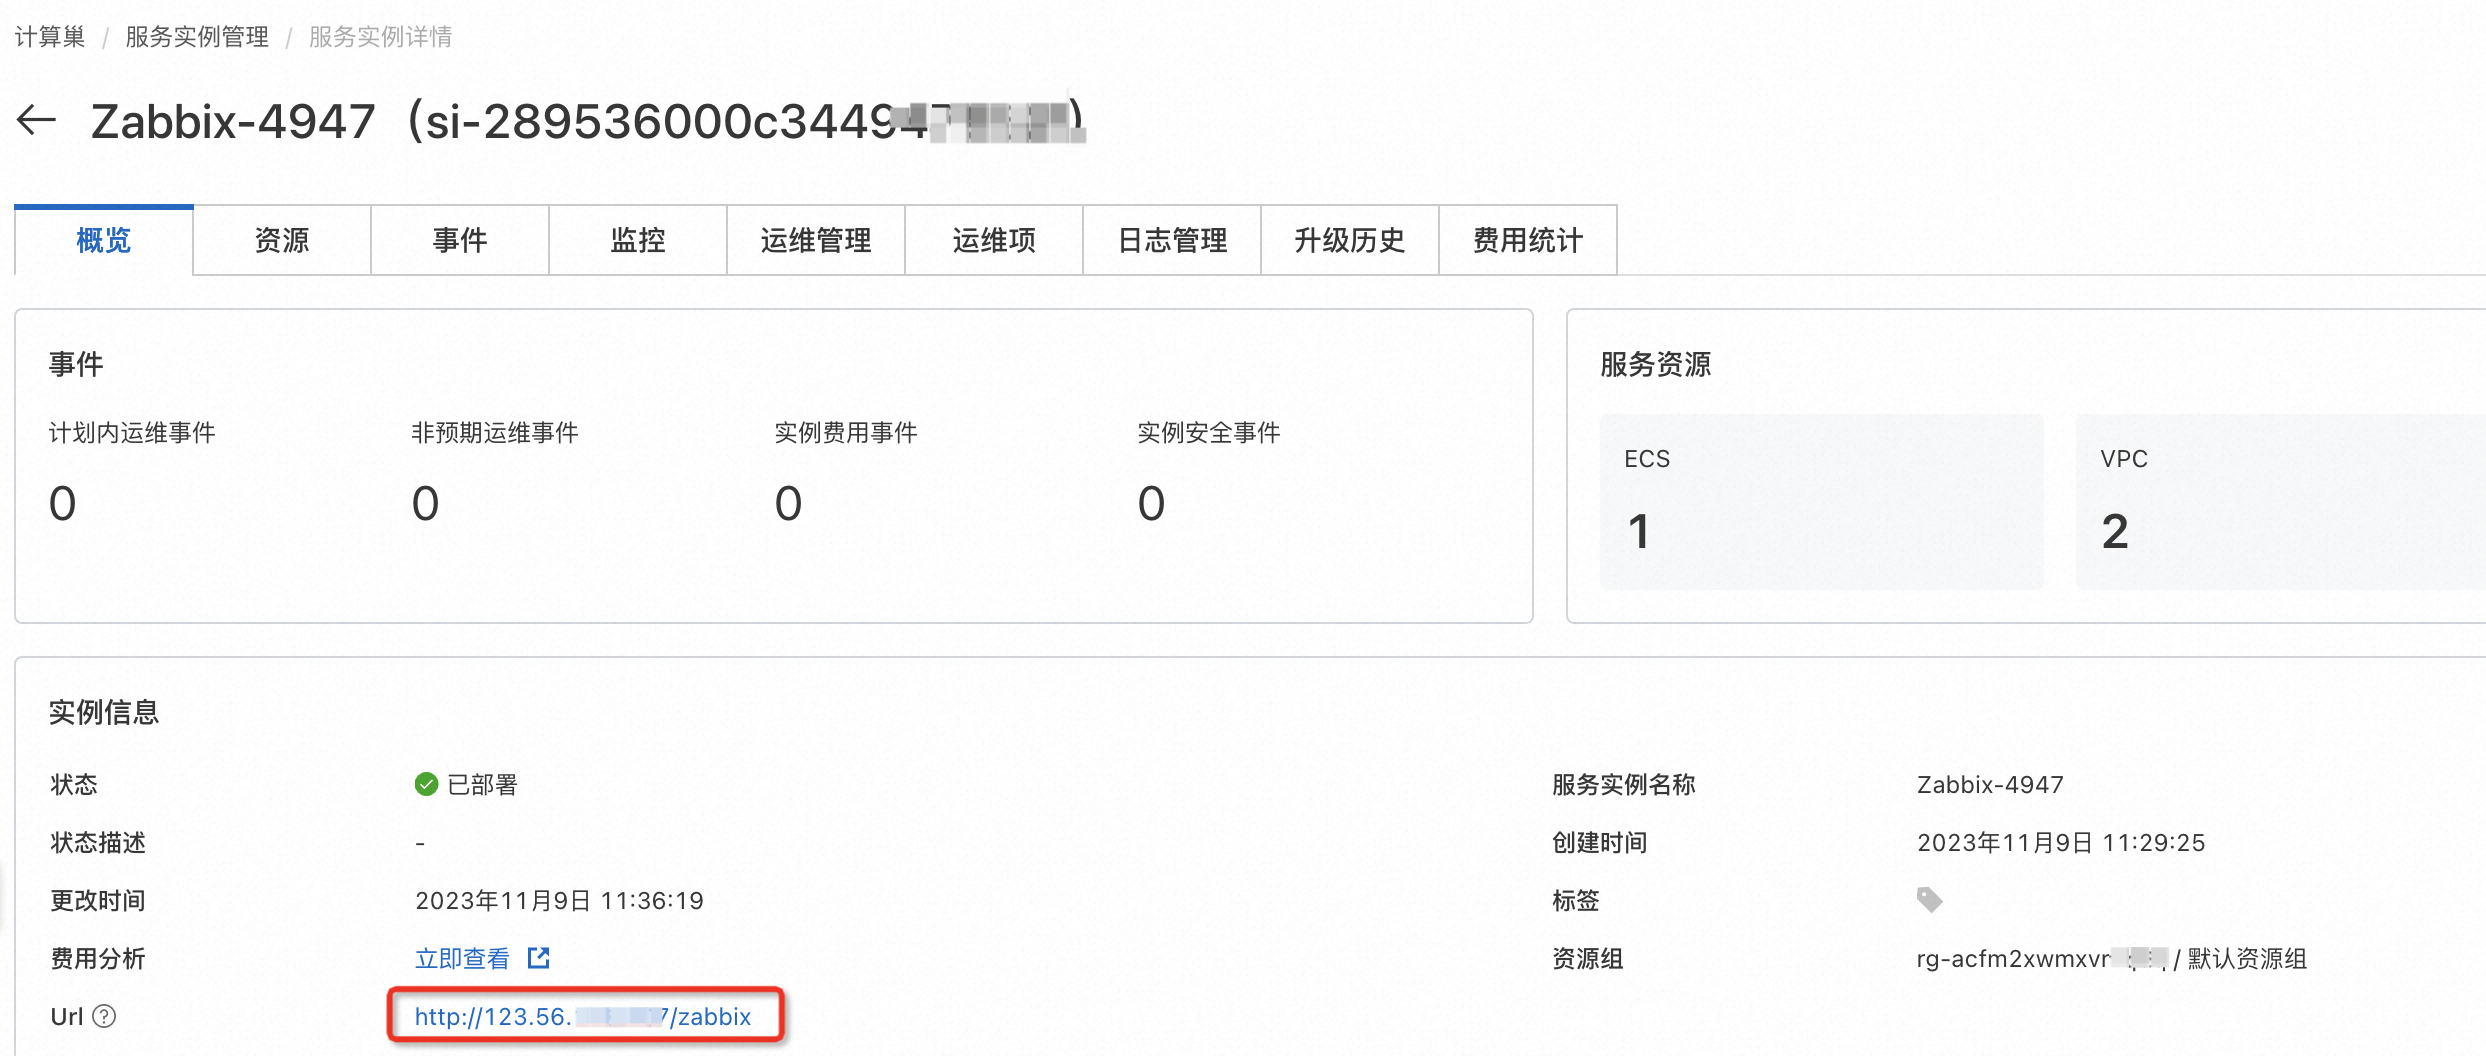 计算巢 / 服务实例管理 / 服务实例详情
Zabbix-4947 (si-289536000c3449
概览 资源 事件 监控 运维管理 运维项 日志管理 升级历史 费用统计
事件
计划内运维事件 非预期运维事件 实例费用事件 实例安全事件
0 0 0 0
服务资源
ECS VPC
1 2
实例信息
状态 已部署 服务实例名称 Zabbix-4947
状态描述 - 创建时间 2023年11月9日 11:29:25
更改时间 2023年11月9日 11:36:19 标签
费用分析 立即查看 资源组 rg-acfm2xwmxvr / 默认资源组
Url ? http://123.56. 7/zabbix